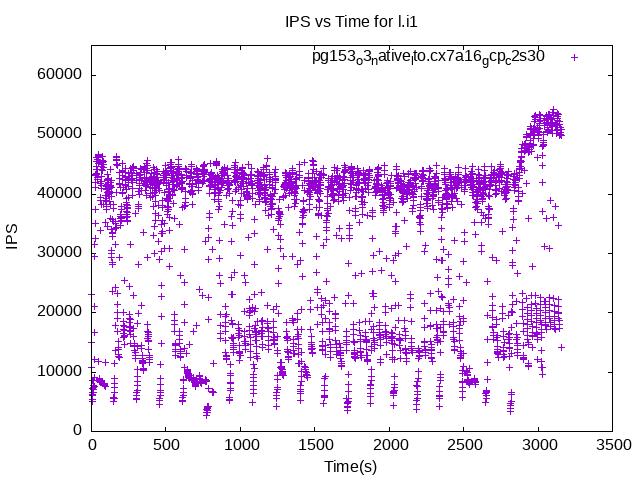 IPS vs Time for l.i1
pg153_o3_native_lto.cx7a16_gcp_c2s30
60000
50000
40000
30000
20000
10000
0
IPS
0 500 1000 1500 2000 2500 3000 3500
Time(s)